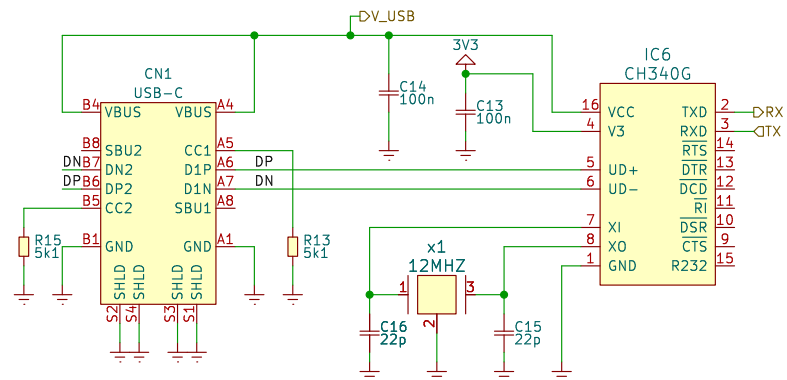 V_USB
3V3
CN1
USB-C
IC6
CH340G
C14
100n
C13
100n
B4 VBUS VBUS A4
16 VCC TXD 2 RX
4 V3 RXD 3 TX
B8 SBU2 CC1 A5
RTS 14
DN B7 DN2 D1P A6 DP
5 UD+ DTR 13
DP B6 DP2 D1N A7 DN
6 UD- DCD 12
B5 CC2 SBU1 A8
RI 11
7 XI DSR 10
R15
5k1
B1 GND GND A1
R13
5k1
x1
12MHZ
8 XO CTS 9
1 GND R232 15
SHLD SHLD SHLD SHLD
S2 S4 S3 S1
1 3
2
C16
22p
C15
22p